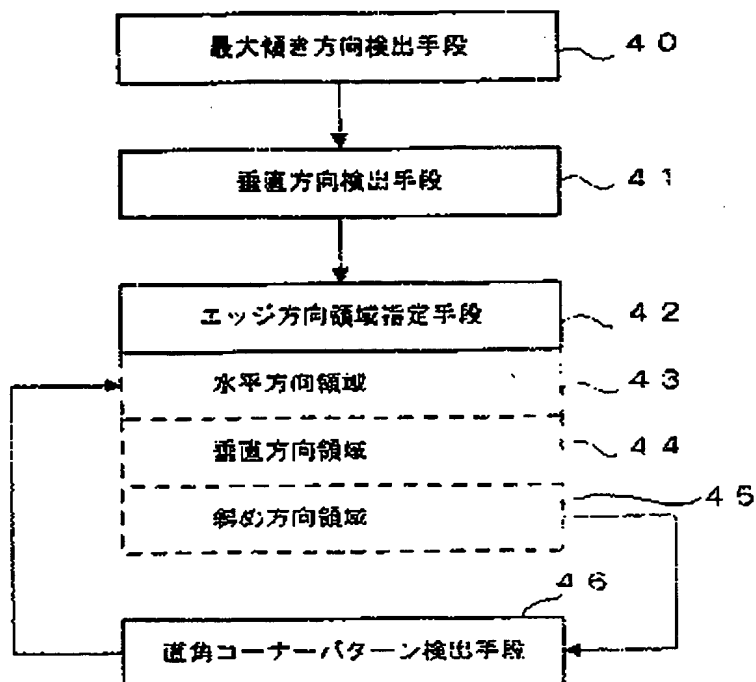 最大傾き方向検出手段 40
垂直方向検出手段 41
エッジ方向領域指定手段 42
水平方向領域 43
垂直方向領域 44
斜め方向領域 45
46
直角コーナーパターン検出手段